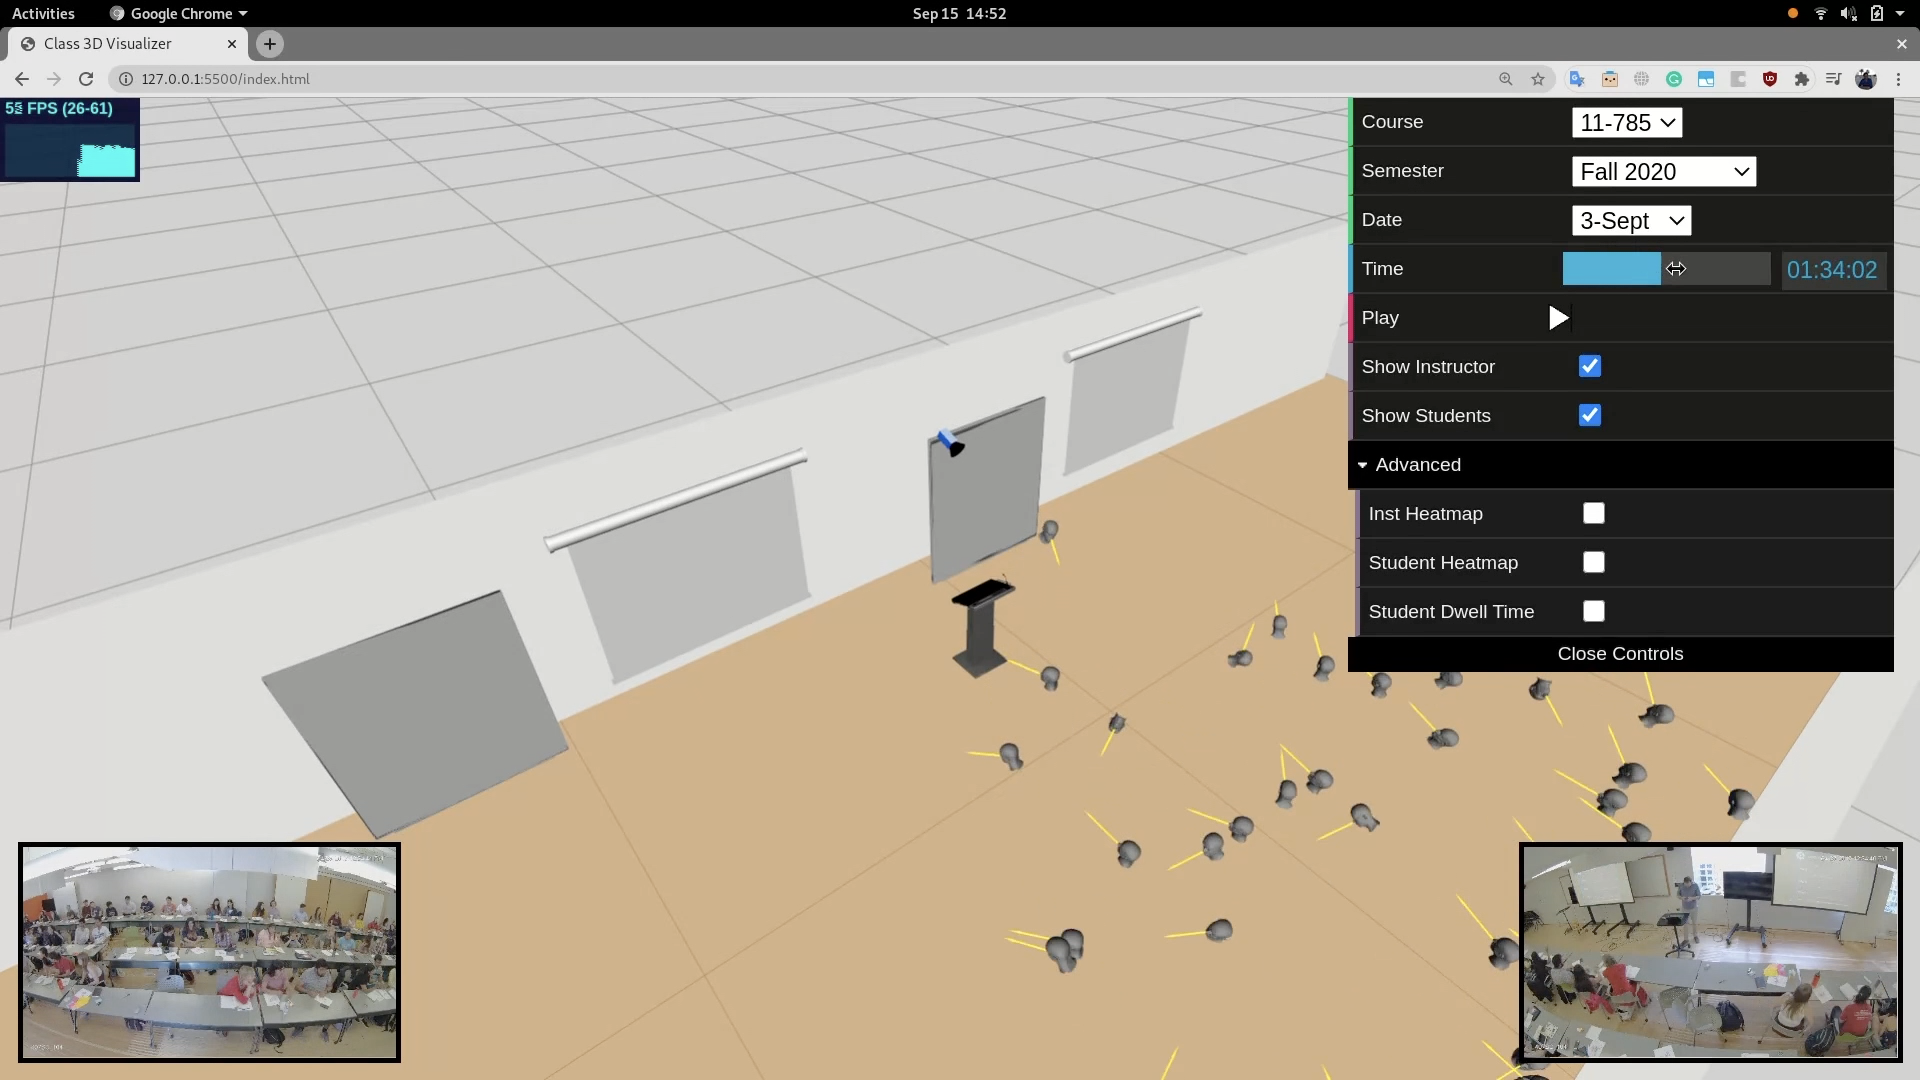 Activities
Google Chrome
Sep 15 14:52
Class 3D Visualizer
127.0.0.1:5500/index.html
FPS (26-61)
Course
11-785
Semester
Fall 2020
Date
3-Sept
Time
01:34:02
Play
Show Instructor
Show Students
Advanced
Inst Heatmap
Student Heatmap
Student Dwell Time
Close Controls